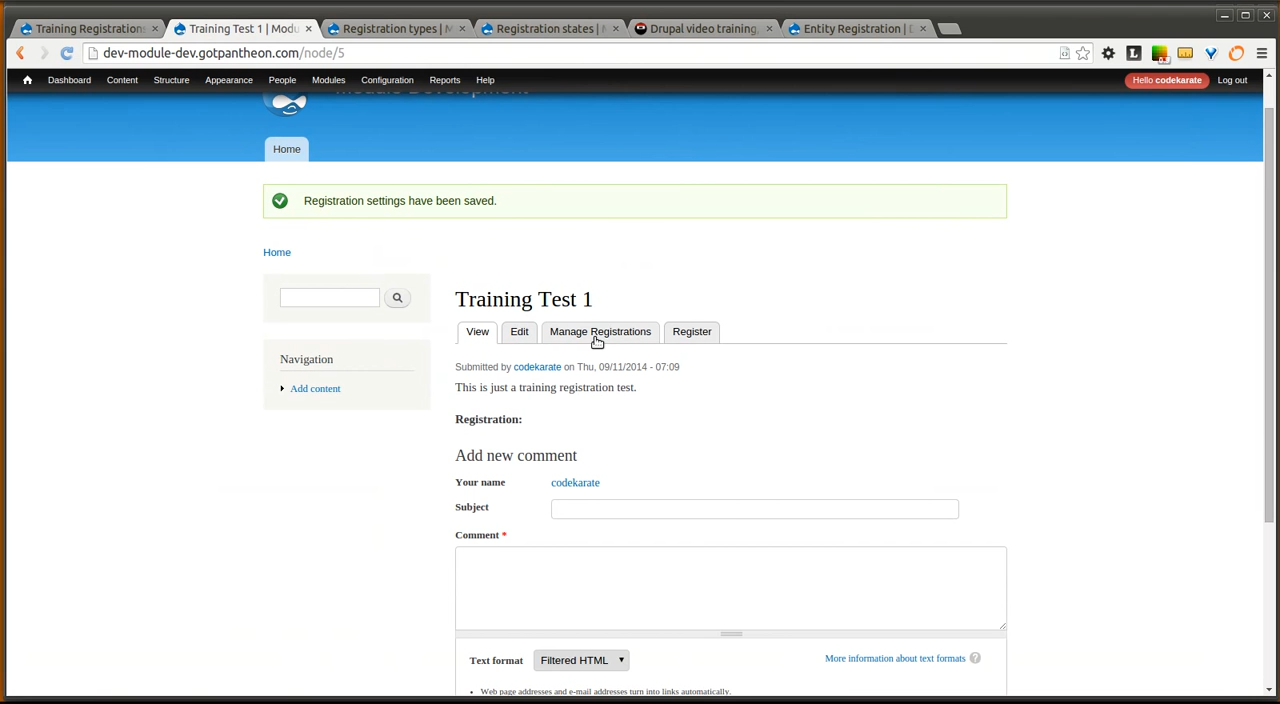 Training Registrations
Training Test 1 | Modu
Registration types | M
Registration states | M
Drupal video training,
Entity Registration | D
dev-module-dev.gotpantheon.com/node/5
Dashboard Content Structure Appearance People Modules Configuration Reports Help Hello codekarate Log out
Module Development
Home
Registration settings have been saved.
Home
Training Test 1
View Edit Manage Registrations Register
Navigation
Add content
Submitted by codekarate on Thu, 09/11/2014 - 07:09
This is just a training registration test.
Registration:
Add new comment
Your name codekarate
Subject
Comment *
Text format Filtered HTML More information about text formats ?
Web page addresses and e-mail addresses turn into links automatically.